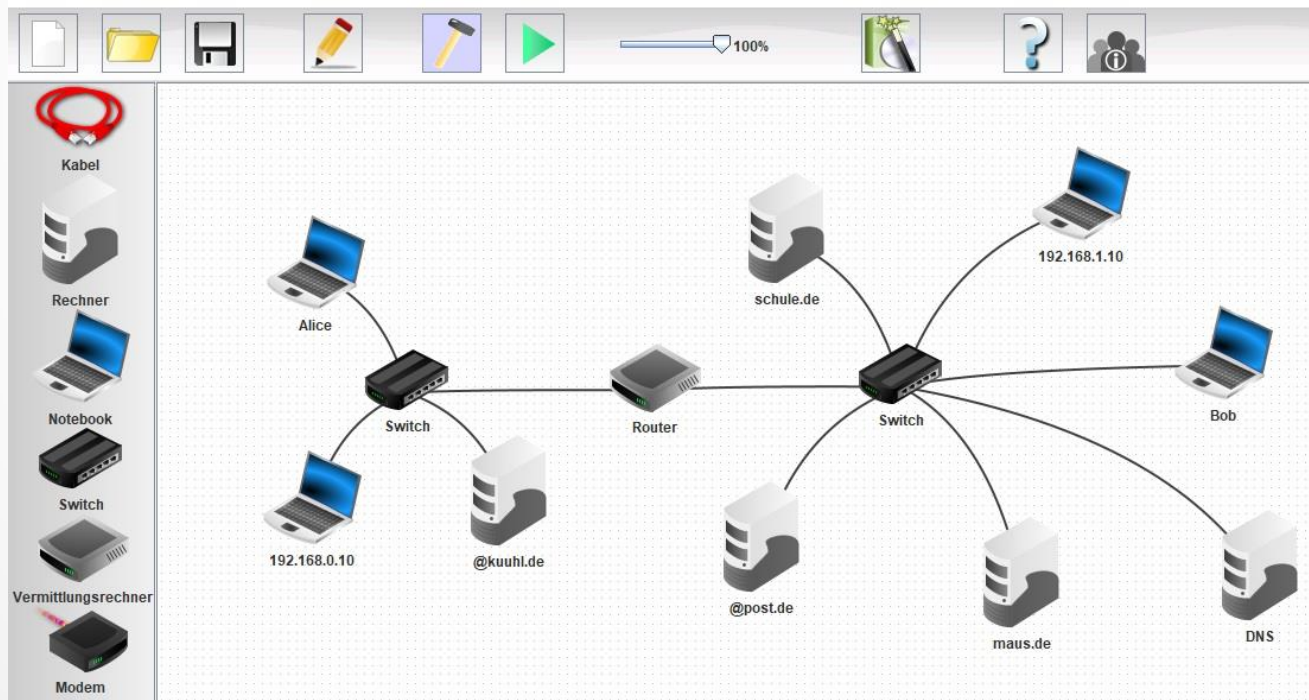 100%
Kabel
Rechner
Notebook
Switch
Vermittlungsrechner
Modem
Alice
Switch
192.168.0.10
@kuuhl.de
Router
schule.de
192.168.1.10
Switch
Bob
@post.de
maus.de
DNS